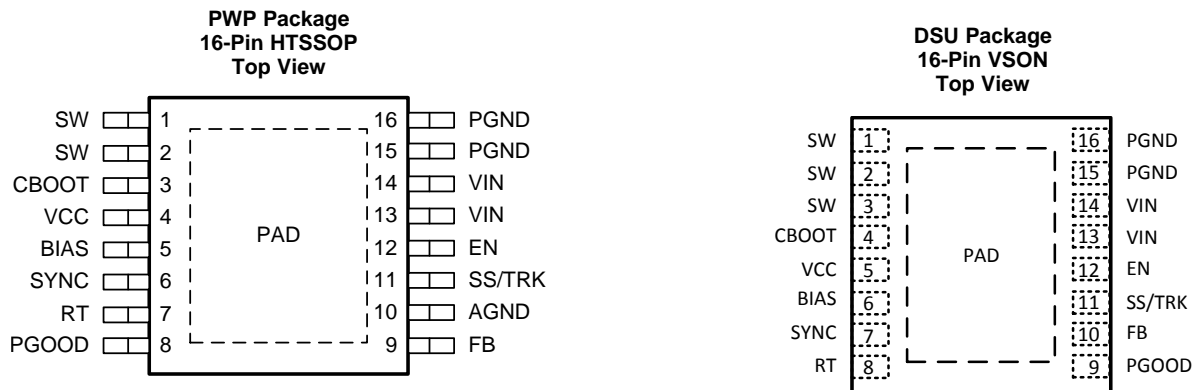 PWP Package
16-Pin HTSSOP
Top View
SW 1 16 PGND
SW 2 15 PGND
CBOOT 3 14 VIN
VCC 4 13 VIN
BIAS 5 PAD 12 EN
SYNC 6 11 SS/TRK
RT 7 10 AGND
PGOOD 8 9 FB
DSU Package
16-Pin VSON
Top View
SW 1 16 PGND
SW 2 15 PGND
SW 3 14 VIN
CBOOT 4 13 VIN
VCC 5 PAD 12 EN
BIAS 6 11 SS/TRK
SYNC 7 10 FB
RT 8 9 PGOOD